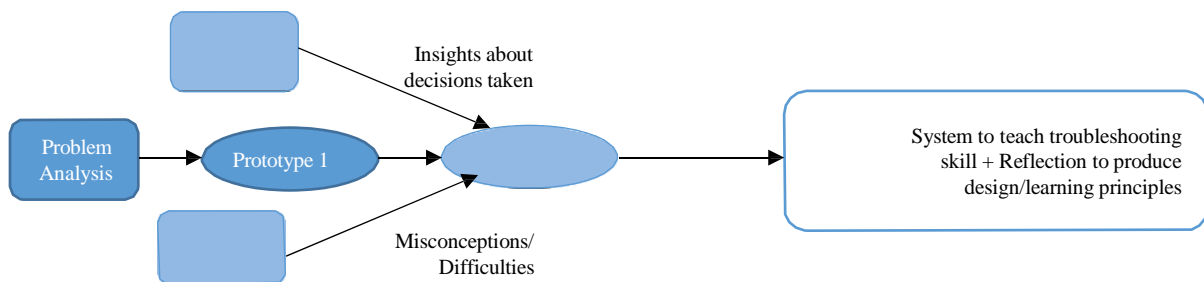 Insights about
decisions taken
Problem
Analysis
Prototype 1
System to teach troubleshooting
skill + Reflection to produce
design/learning principles
Misconceptions/
Difficulties